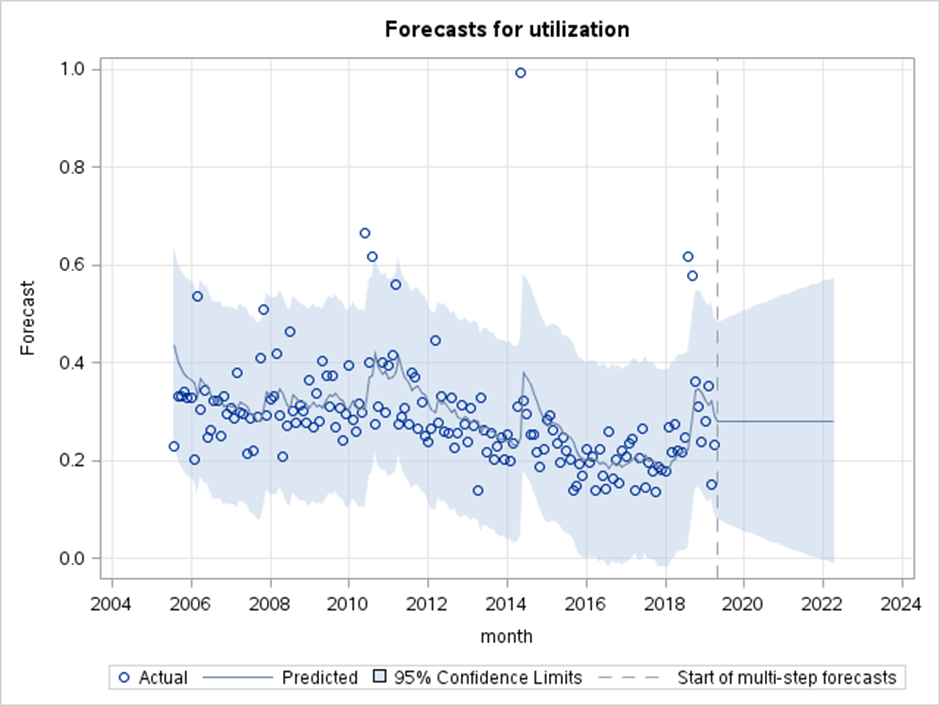 Forecasts for utilization
1.0
0.8
0.6
0.4
0.2
0.0
Forecast
2004 2006 2008 2010 2012 2014 2016 2018 2020 2022 2024
month
Actual Predicted 95% Confidence Limits Start of multi-step forecasts